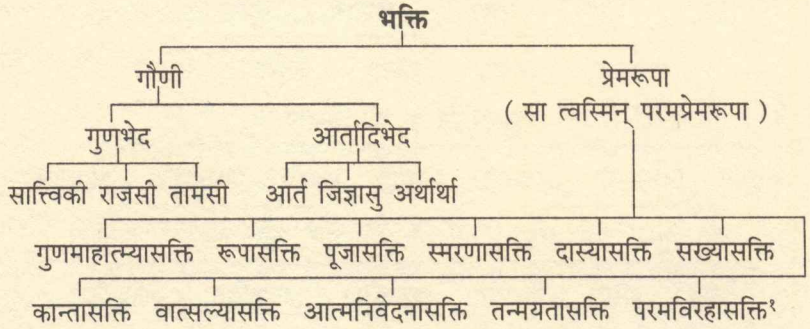 भक्ति
गौणी प्रेमरूपा
( सा त्वस्मिन् परमप्रेमरूपा )
गुणभेद आर्तादिभेद
सात्त्विकी राजसी तामसी आर्त जिज्ञासु अर्थार्था
गुणमाहात्म्यासक्ति रूपासक्ति पूजासक्ति स्मरणासक्ति दास्यासक्ति सख्यासक्ति
कान्तासक्ति वात्सल्यासक्ति आत्मनिवेदनासक्ति तन्मयतासक्ति परमविरहासक्ति१